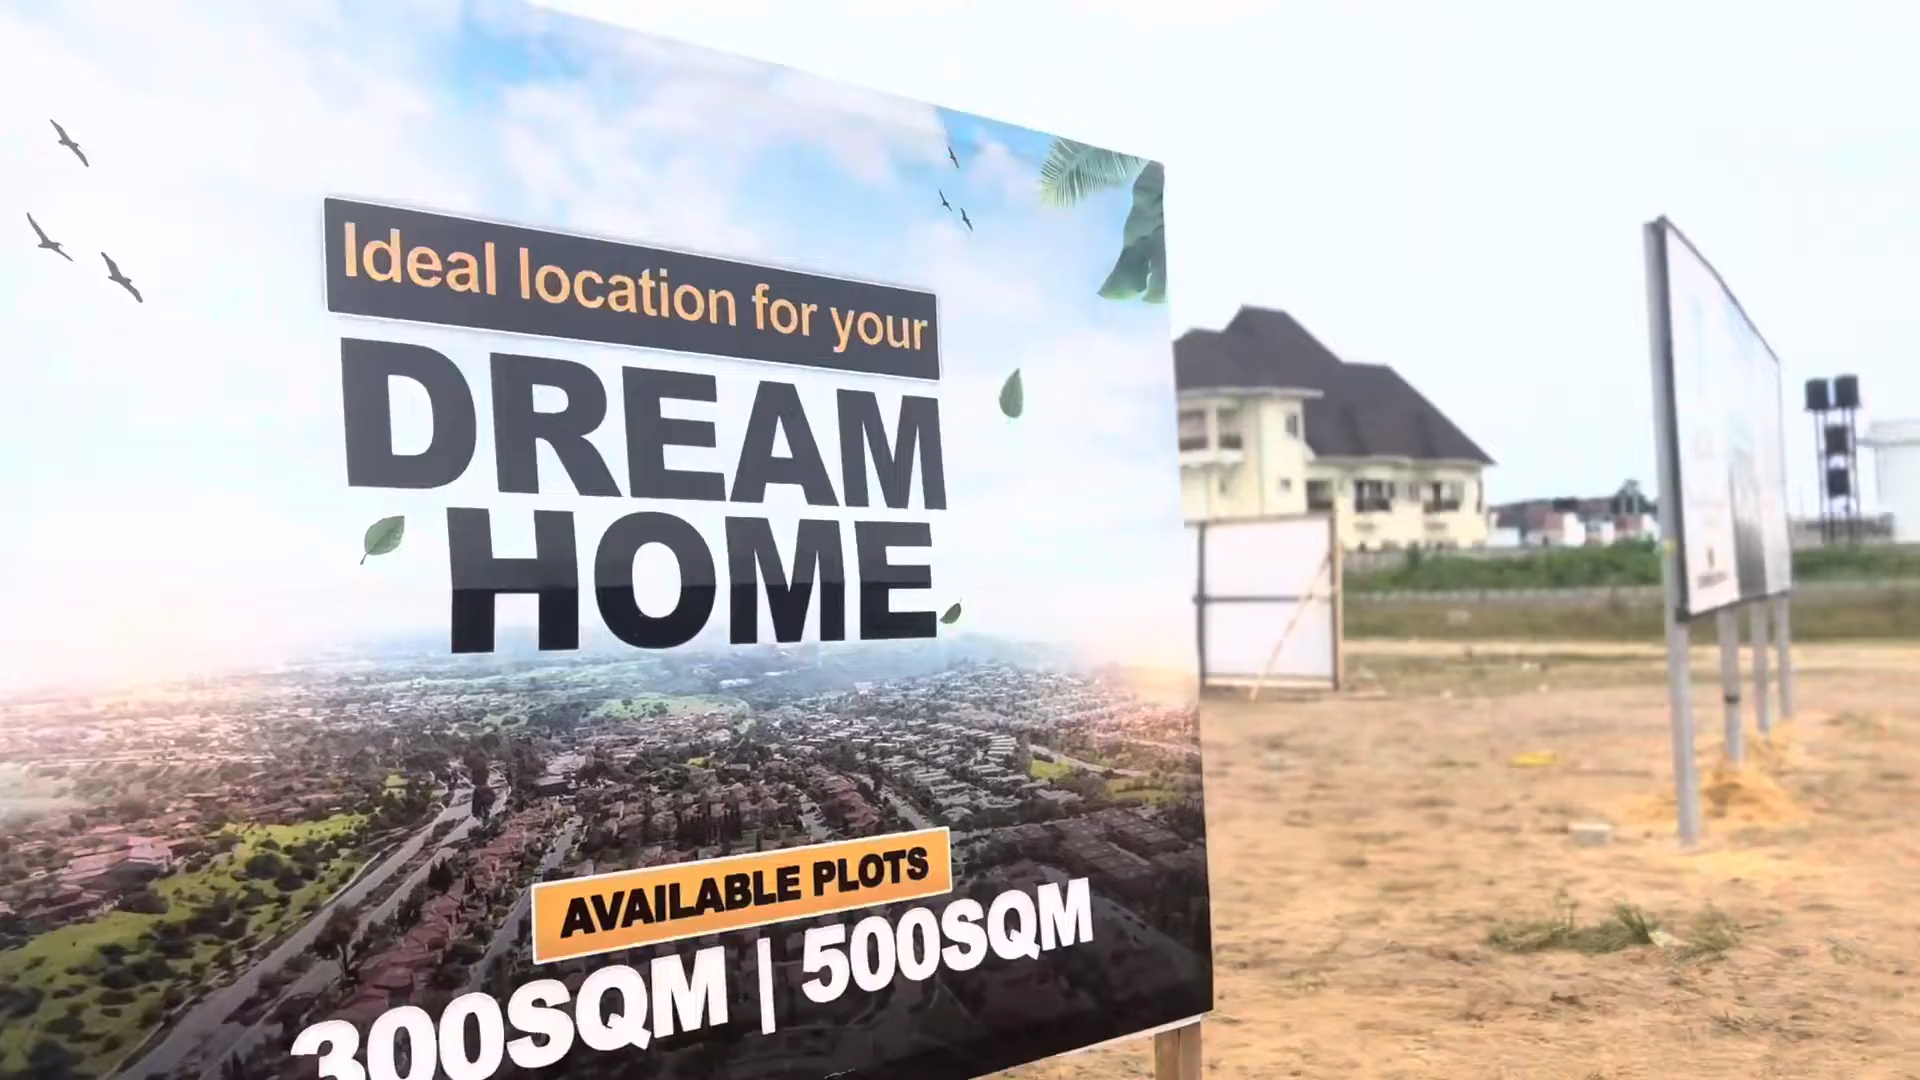 Ideal location for your
DREAM
HOME
AVAILABLE PLOTS
300SQM | 500SQM